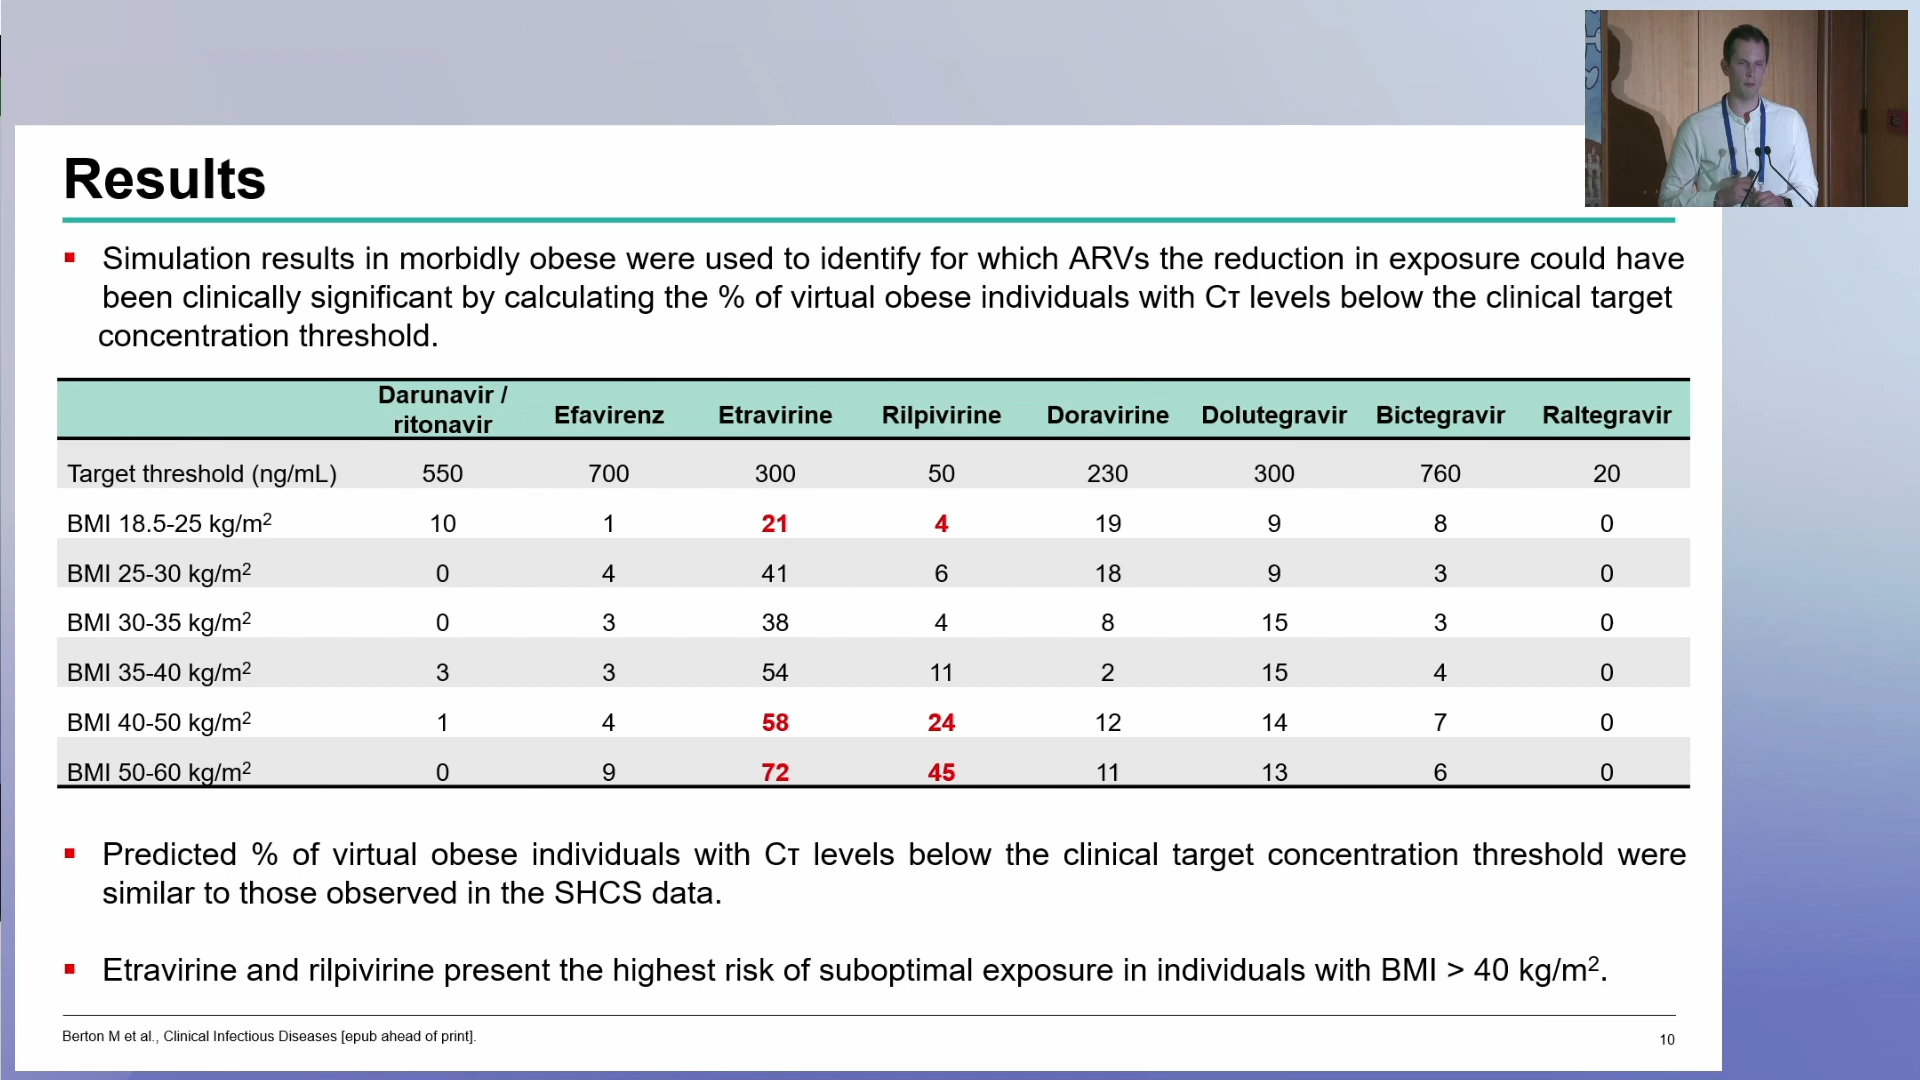 Results
▪ Simulation results in morbidly obese were used to identify for which ARVs the reduction in exposure could have
been clinically significant by calculating the % of virtual obese individuals with Cτ levels below the clinical target
concentration threshold.
Darunavir / ritonavir Efavirenz Etravirine Rilpivirine Doravirine Dolutegravir Bictegravir Raltegravir
Target threshold (ng/mL) 550 700 300 50 230 300 760 20
BMI 18.5-25 kg/m² 10 1 21 4 19 9 8 0
BMI 25-30 kg/m² 0 4 41 6 18 9 3 0
BMI 30-35 kg/m² 0 3 38 4 8 15 3 0
BMI 35-40 kg/m² 3 3 54 11 2 15 4 0
BMI 40-50 kg/m² 1 4 58 24 12 14 7 0
BMI 50-60 kg/m² 0 9 72 45 11 13 6 0
▪ Predicted % of virtual obese individuals with Cτ levels below the clinical target concentration threshold were
similar to those observed in the SHCS data.
▪ Etravirine and rilpivirine present the highest risk of suboptimal exposure in individuals with BMI > 40 kg/m².
Berton M et al., Clinical Infectious Diseases [epub ahead of print].
10